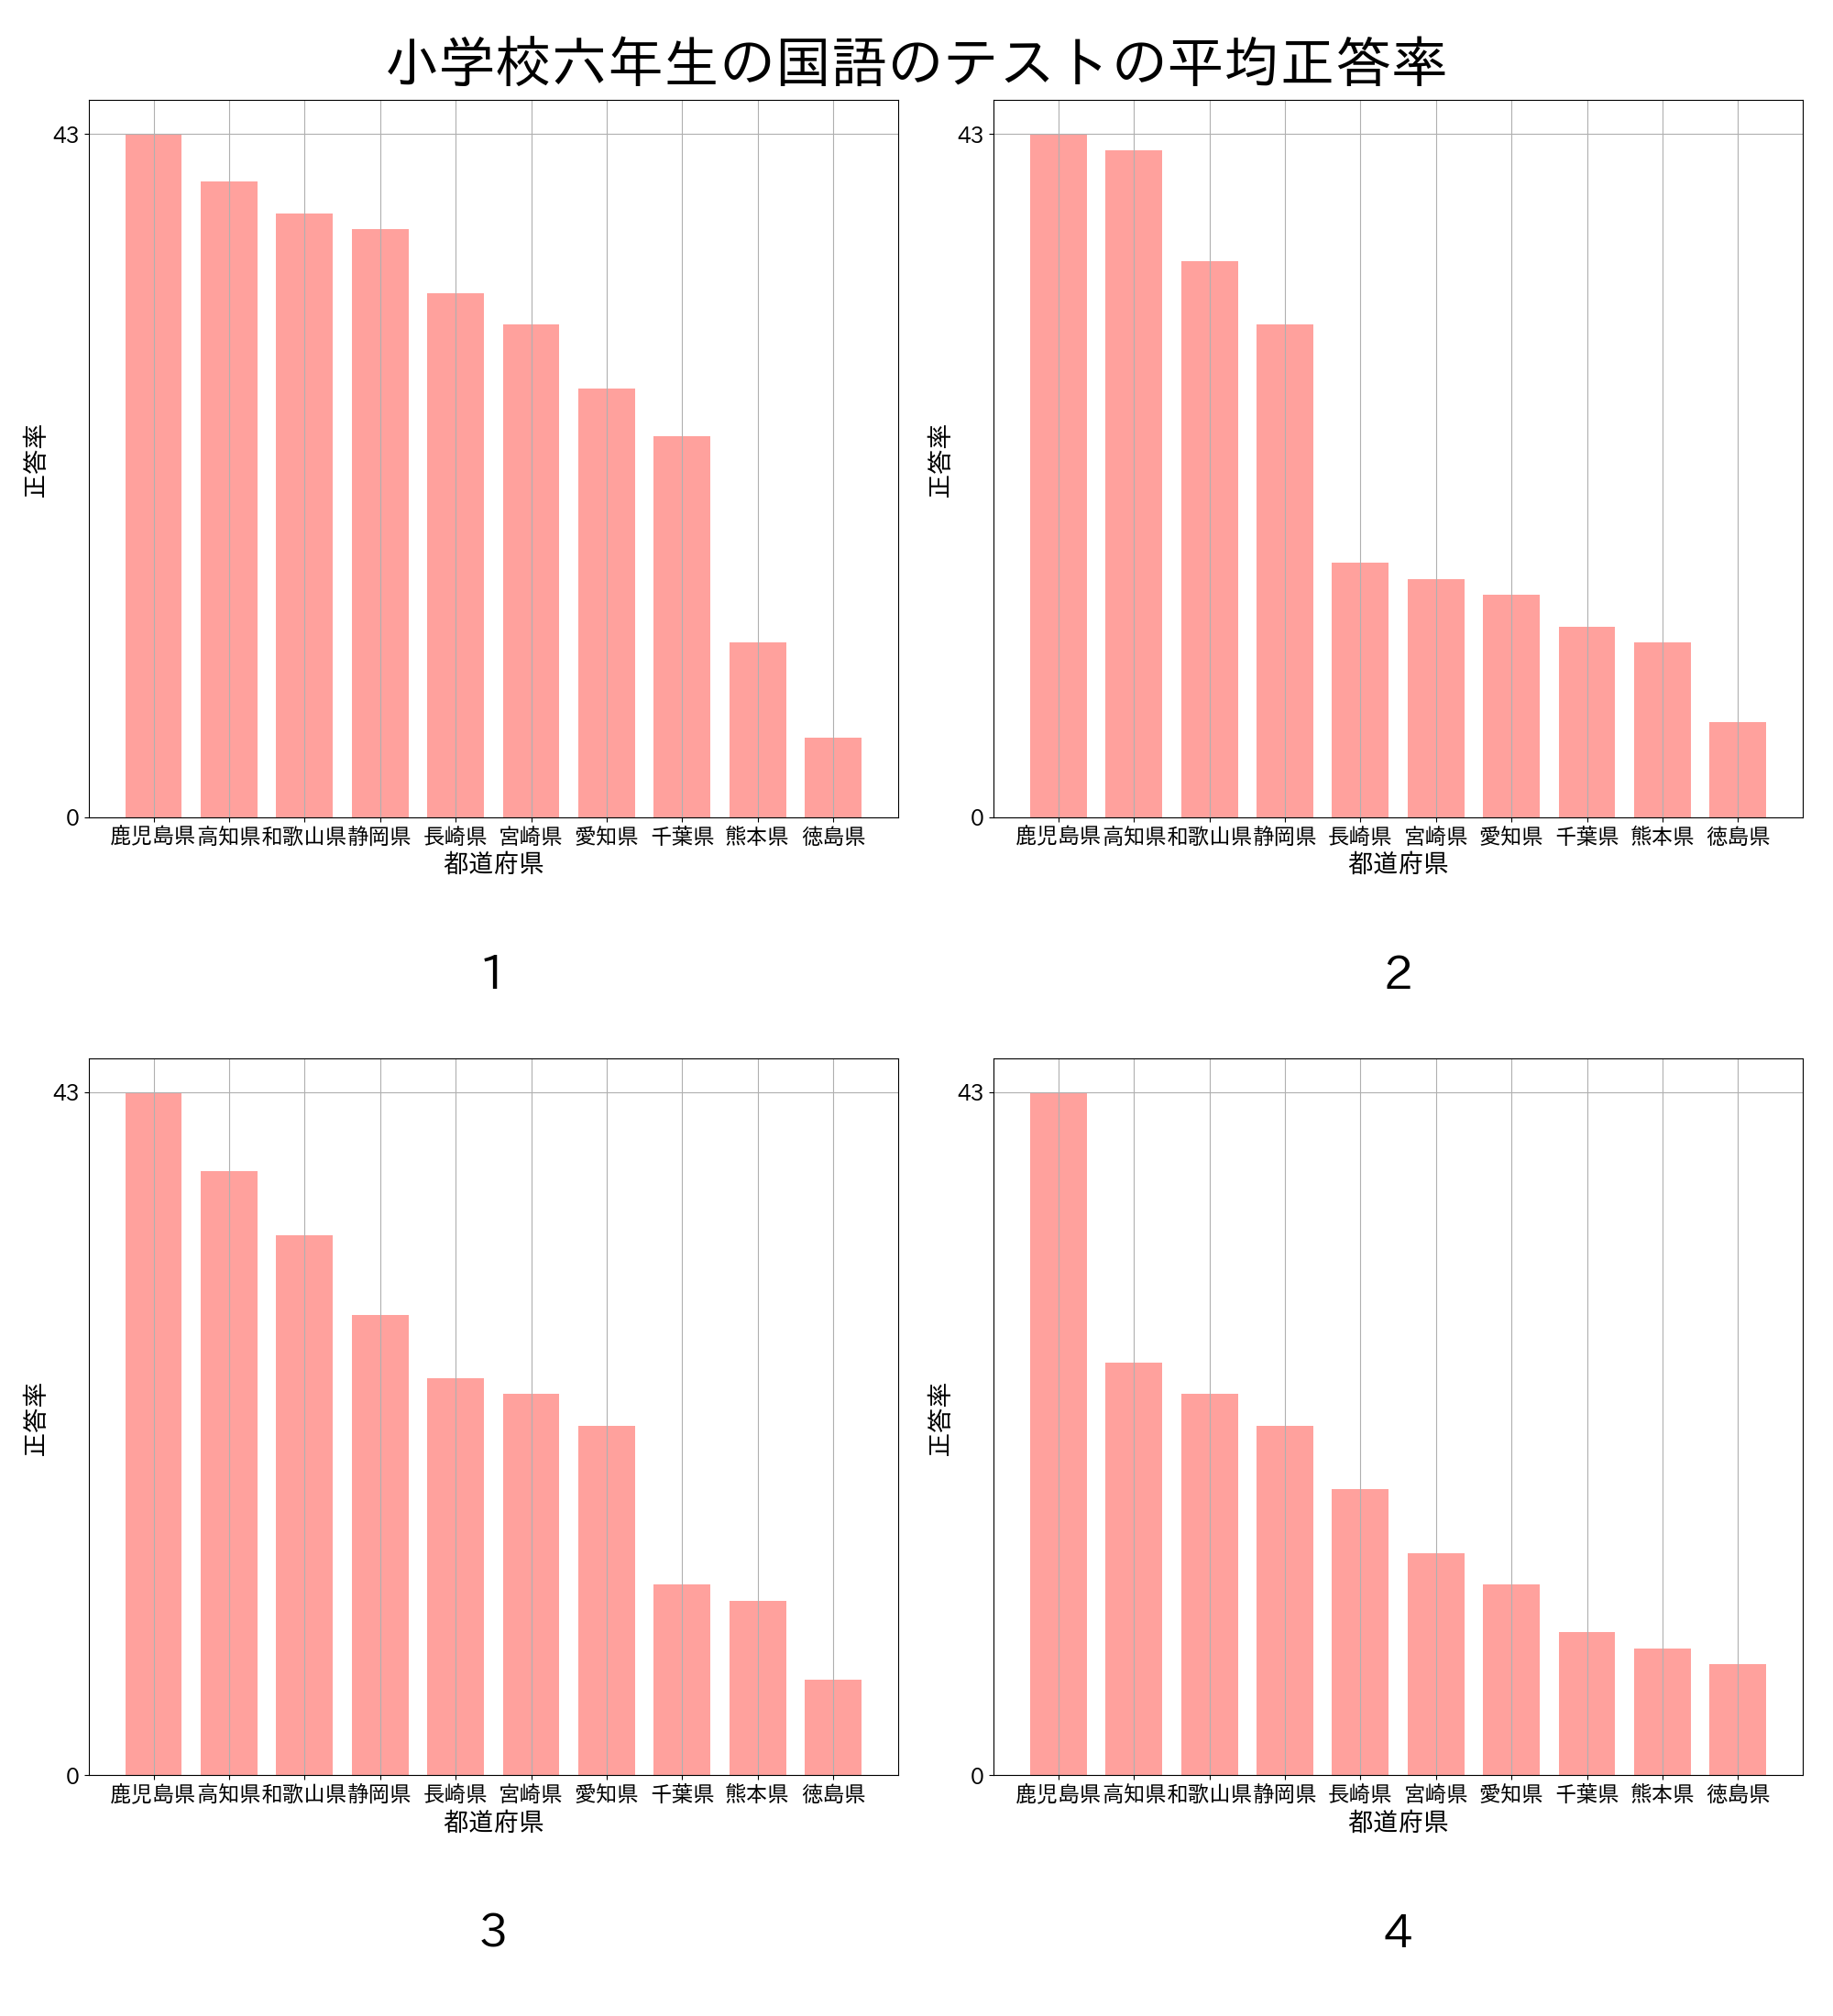 小学校六年生の国語のテストの平均正答率
43
0
正答率
鹿児島県 高知県 和歌山県 静岡県 長崎県 宮崎県 愛知県 千葉県 熊本県 徳島県
都道府県
1
43
0
正答率
鹿児島県 高知県 和歌山県 静岡県 長崎県 宮崎県 愛知県 千葉県 熊本県 徳島県
都道府県
2
43
0
正答率
鹿児島県 高知県 和歌山県 静岡県 長崎県 宮崎県 愛知県 千葉県 熊本県 徳島県
都道府県
3
43
0
正答率
鹿児島県 高知県 和歌山県 静岡県 長崎県 宮崎県 愛知県 千葉県 熊本県 徳島県
都道府県
4